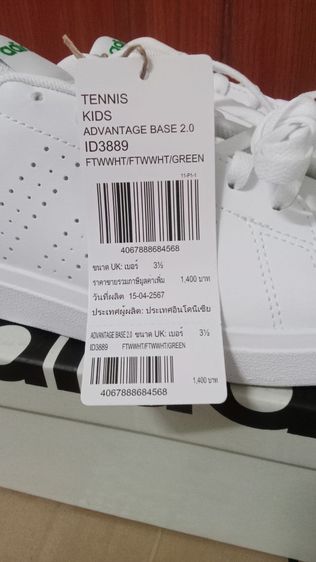 adidas
TENNIS
KIDS
ADVANTAGE BASE 2.0
ID3889
FTWWHT/FTWWHT/GREEN
11-P1-1
4067888684568
ขนาด UK: เบอร์ 3½
ราคาขายรวมภาษีมูลค่าเพิ่ม 1,400 บาท
วันที่ผลิต 15-04-2567
ประเทศผู้ผลิต: ประเทศอินโดนีเซีย
ADVANTAGE BASE 2.0 ขนาด UK: เบอร์ 3½
ID3889 FTWWHT/FTWWHT/GREEN
1,400 บาท
4067888684568